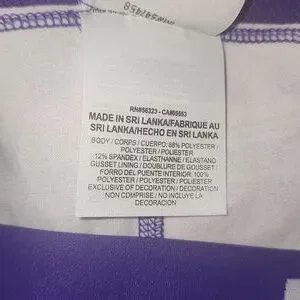 RN#56323 - CA#05553
MADE IN SRI LANKA/FABRIQUE AU
SRI LANKA/HECHO EN SRI LANKA
BODY / CORPS / CUERPO: 88% POLYESTER /
POLYESTER / POLIESTER
12% SPANDEX / ELASTHANNE / ELASTANO
GUSSET LINING / DOUBLURE DE GOUSSET /
FORRO DEL PUENTE INTERIOR: 100%
POLYESTER / POLYESTER / POLIESTER
EXCLUSIVE OF DECORATION / DECORATION
NON COMPRISE / NO INCLUYE LA
DECORACION